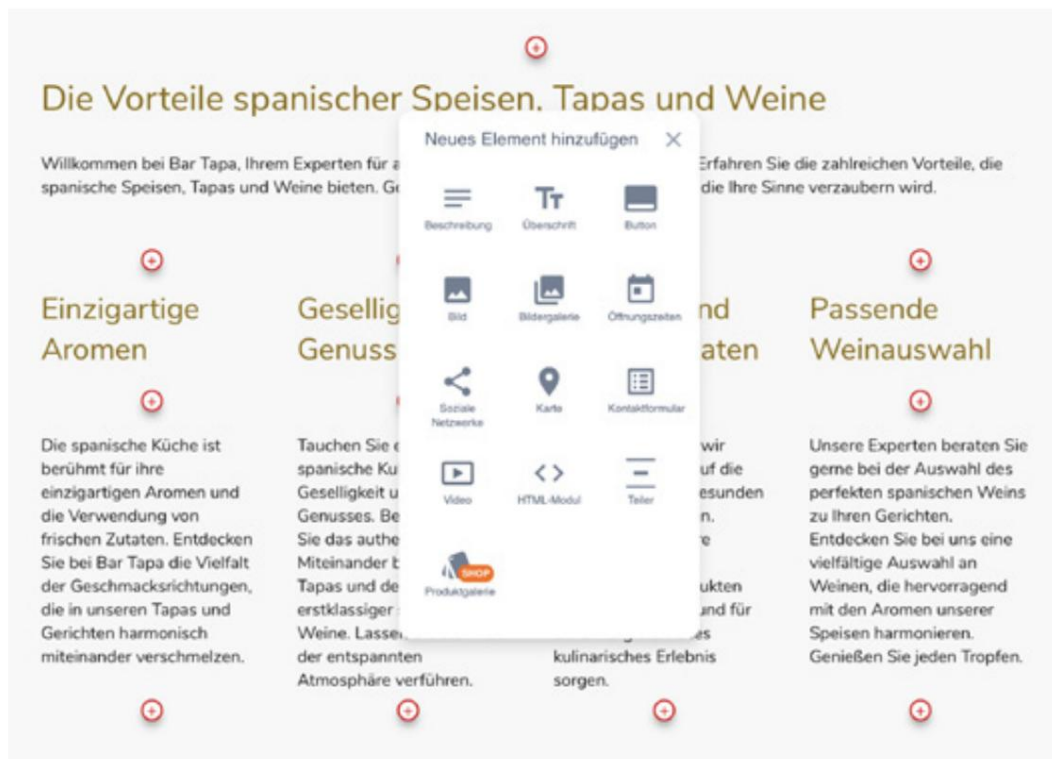 Die Vorteile spanischer Speisen, Tapas und Weine
Neues Element hinzufügen
Willkommen bei Bar Tapa, Ihrem Experten für
Erfahren Sie die zahlreichen Vorteile, die
spanische Speisen, Tapas und Weine bieten.
die Ihre Sinne verzaubern wird.
Beschreibung
Überschrift
Button
Bild
Bildergalerie
Öffnungszeiten
Soziale
Netzwerke
Karte
Kontaktformular
Video
HTML-Modul
Teiler
SHOP
Produktgalerie
Einzigartige
Aromen
Die spanische Küche ist
berühmt für ihre
einzigartigen Aromen und
die Verwendung von
frischen Zutaten. Entdecken
Sie bei Bar Tapa die Vielfalt
der Geschmacksrichtungen,
die in unseren Tapas und
Gerichten harmonisch
miteinander verschmelzen.
Gesellig
Genuss
Tauchen Sie
spanische Ku
Geselligkeit u
Genusses. Be
Sie das authe
Miteinander b
Tapas und de
erstklassiger
Weine. Lassen
der entspannten
Atmosphäre verführen.
nd
aten
wir
uf die
esunden
n.
re
ukten
und für
es
kulinarisches Erlebnis
sorgen.
Passende
Weinauswahl
Unsere Experten beraten Sie
gerne bei der Auswahl des
perfekten spanischen Weins
zu Ihren Gerichten.
Entdecken Sie bei uns eine
vielfältige Auswahl an
Weinen, die hervorragend
mit den Aromen unserer
Speisen harmonieren.
Genießen Sie jeden Tropfen.